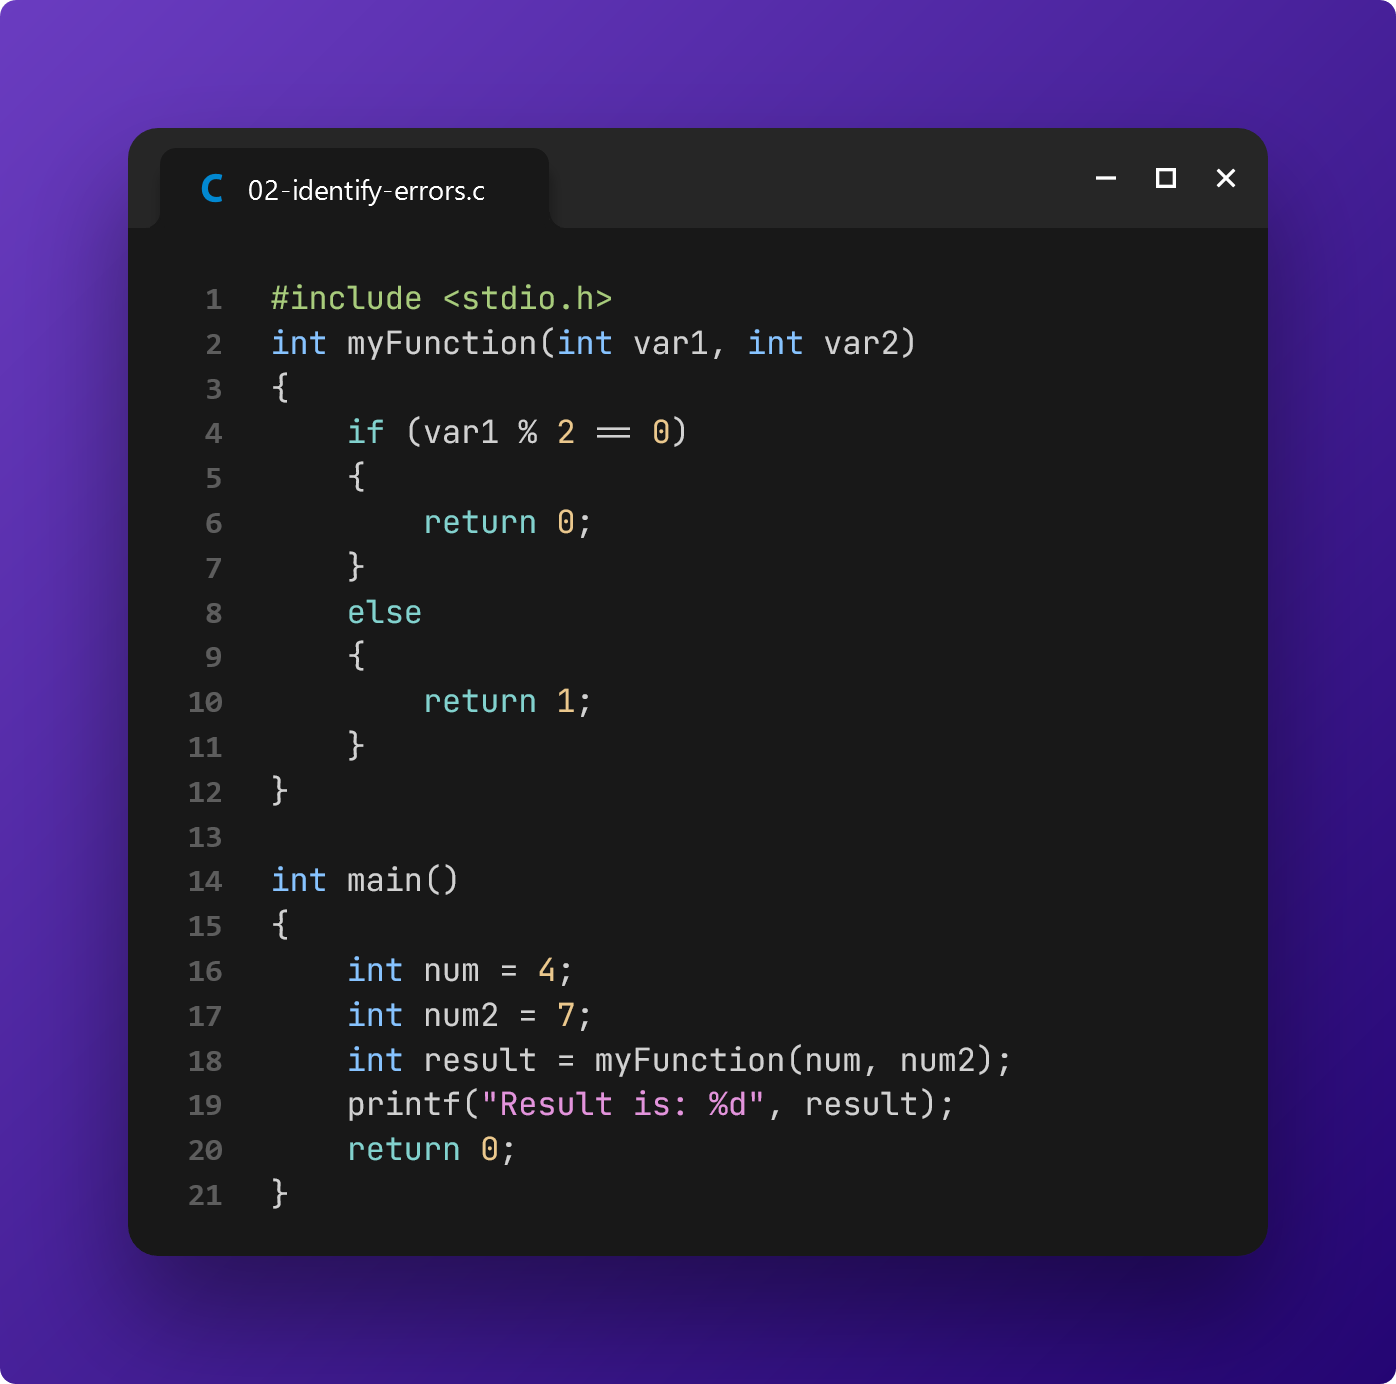 C 02-identify-errors.c
1 #include <stdio.h>
2 int myFunction(int var1, int var2)
3 {
4     if (var1 % 2 == 0)
5     {
6         return 0;
7     }
8     else
9     {
10         return 1;
11     }
12 }
13
14 int main()
15 {
16     int num = 4;
17     int num2 = 7;
18     int result = myFunction(num, num2);
19     printf("Result is: %d", result);
20     return 0;
21 }